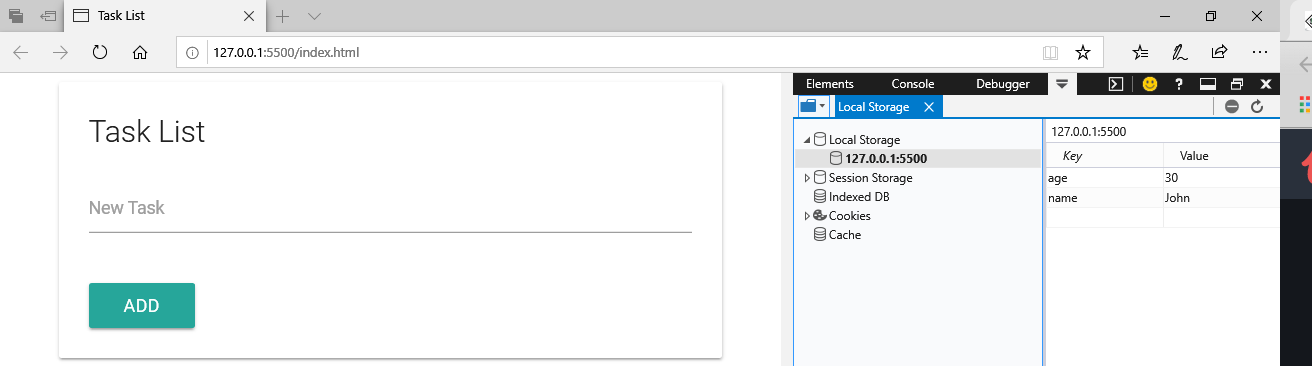 Task List
127.0.0.1:5500/index.html
Task List
New Task
ADD
Elements Console Debugger
Local Storage
Local Storage
127.0.0.1:5500
Session Storage
Indexed DB
Cookies
Cache
127.0.0.1:5500
Key Value
age 30
name John